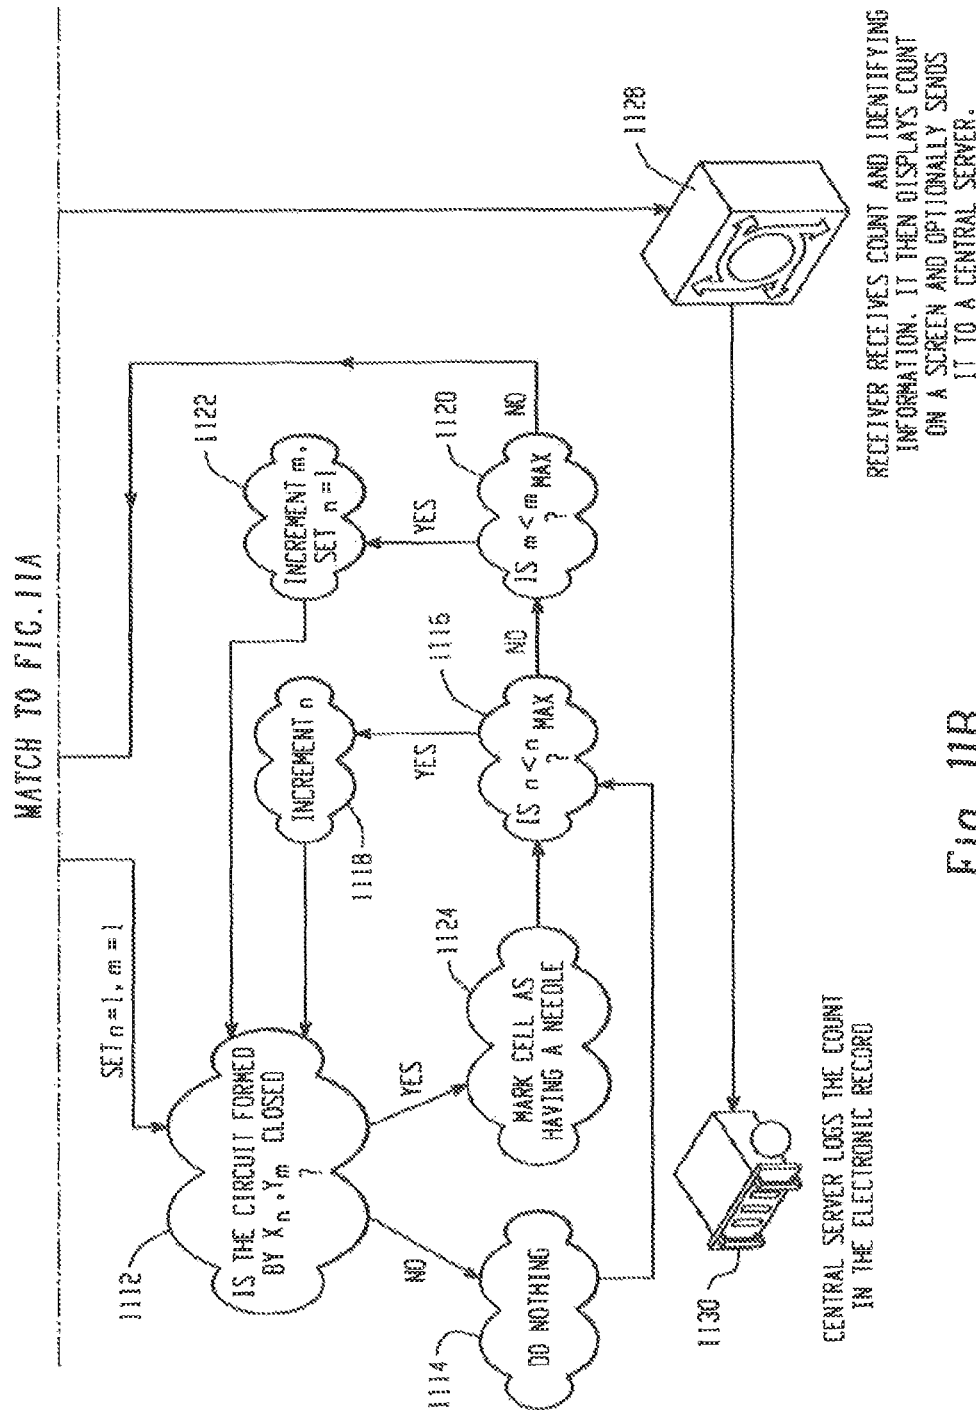 MATCH TO FIG.11A
SET n=1, m=1
1112
IS THE CIRCUIT FORMED
BY Xn,Ym CLOSED
?
NO
YES
1114
DO NOTHING
1124
MARK CELL AS
HAVING A NEEDLE
1118
INCREMENT n
YES
1116
IS n<nMAX
?
NO
1122
INCREMENT m,
SET n=1
YES
1120
IS m<mMAX
?
NO
1128
RECEIVER RECEIVES COUNT AND IDENTIFYING
INFORMATION. IT THEN DISPLAYS COUNT
ON A SCREEN AND OPTIONALLY SENDS
IT TO A CENTRAL SERVER.
1130
CENTRAL SERVER LOGS THE COUNT
IN THE ELECTRONIC RECORD
Fig. 11B